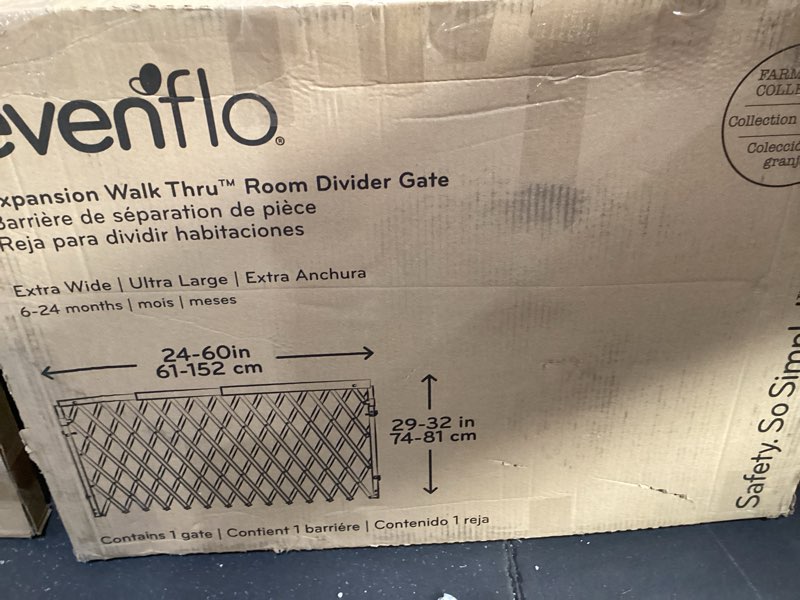 evenflo®
xpansion Walk Thru™ Room Divider Gate
Barrière de séparation de pièce
Reja para dividir habitaciones
Extra Wide | Ultra Large | Extra Anchura
6-24 months | mois | meses
24-60in
61-152 cm
29-32 in
74-81 cm
Contains 1 gate | Contient 1 barriére | Contenido 1 reja
FARM
COLLE
Collection
Colecció
granj
Safety. So Simpl